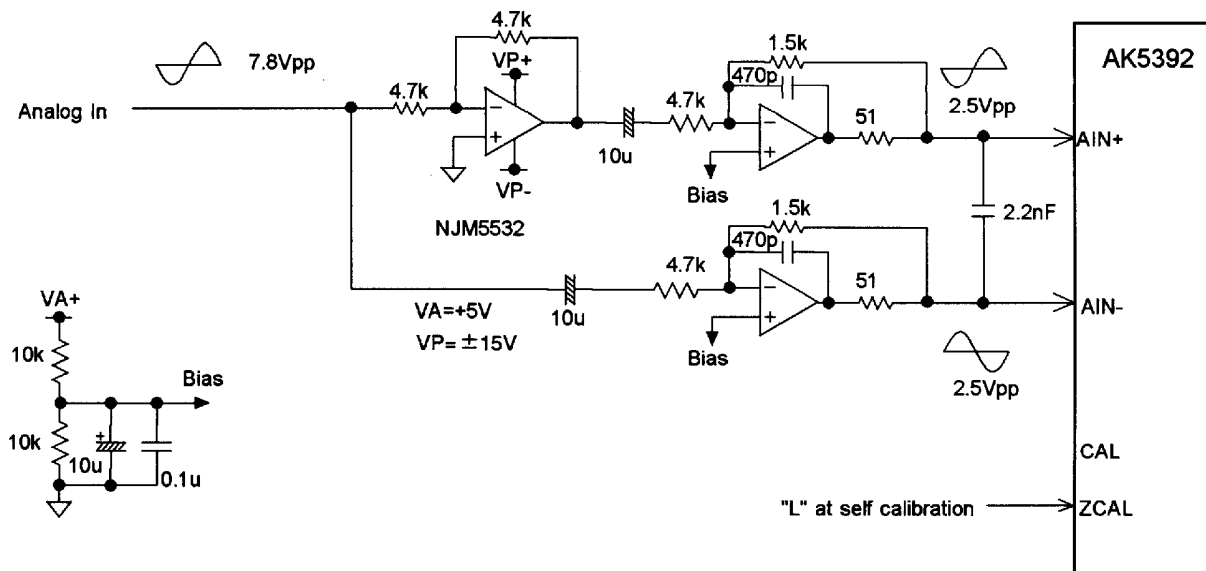 4.7k
1.5k
7.8Vpp
VP+
470p
AK5392
Analog In
4.7k
4.7k
2.5Vpp
51
10u
AIN+
VP-
Bias
NJM5532
1.5k
2.2nF
470p
4.7k
51
VA+
VA=+5V
10u
AIN-
VP=±15V
Bias
10k
Bias
2.5Vpp
10k
10u
0.1u
CAL
"L" at self calibration
ZCAL
+